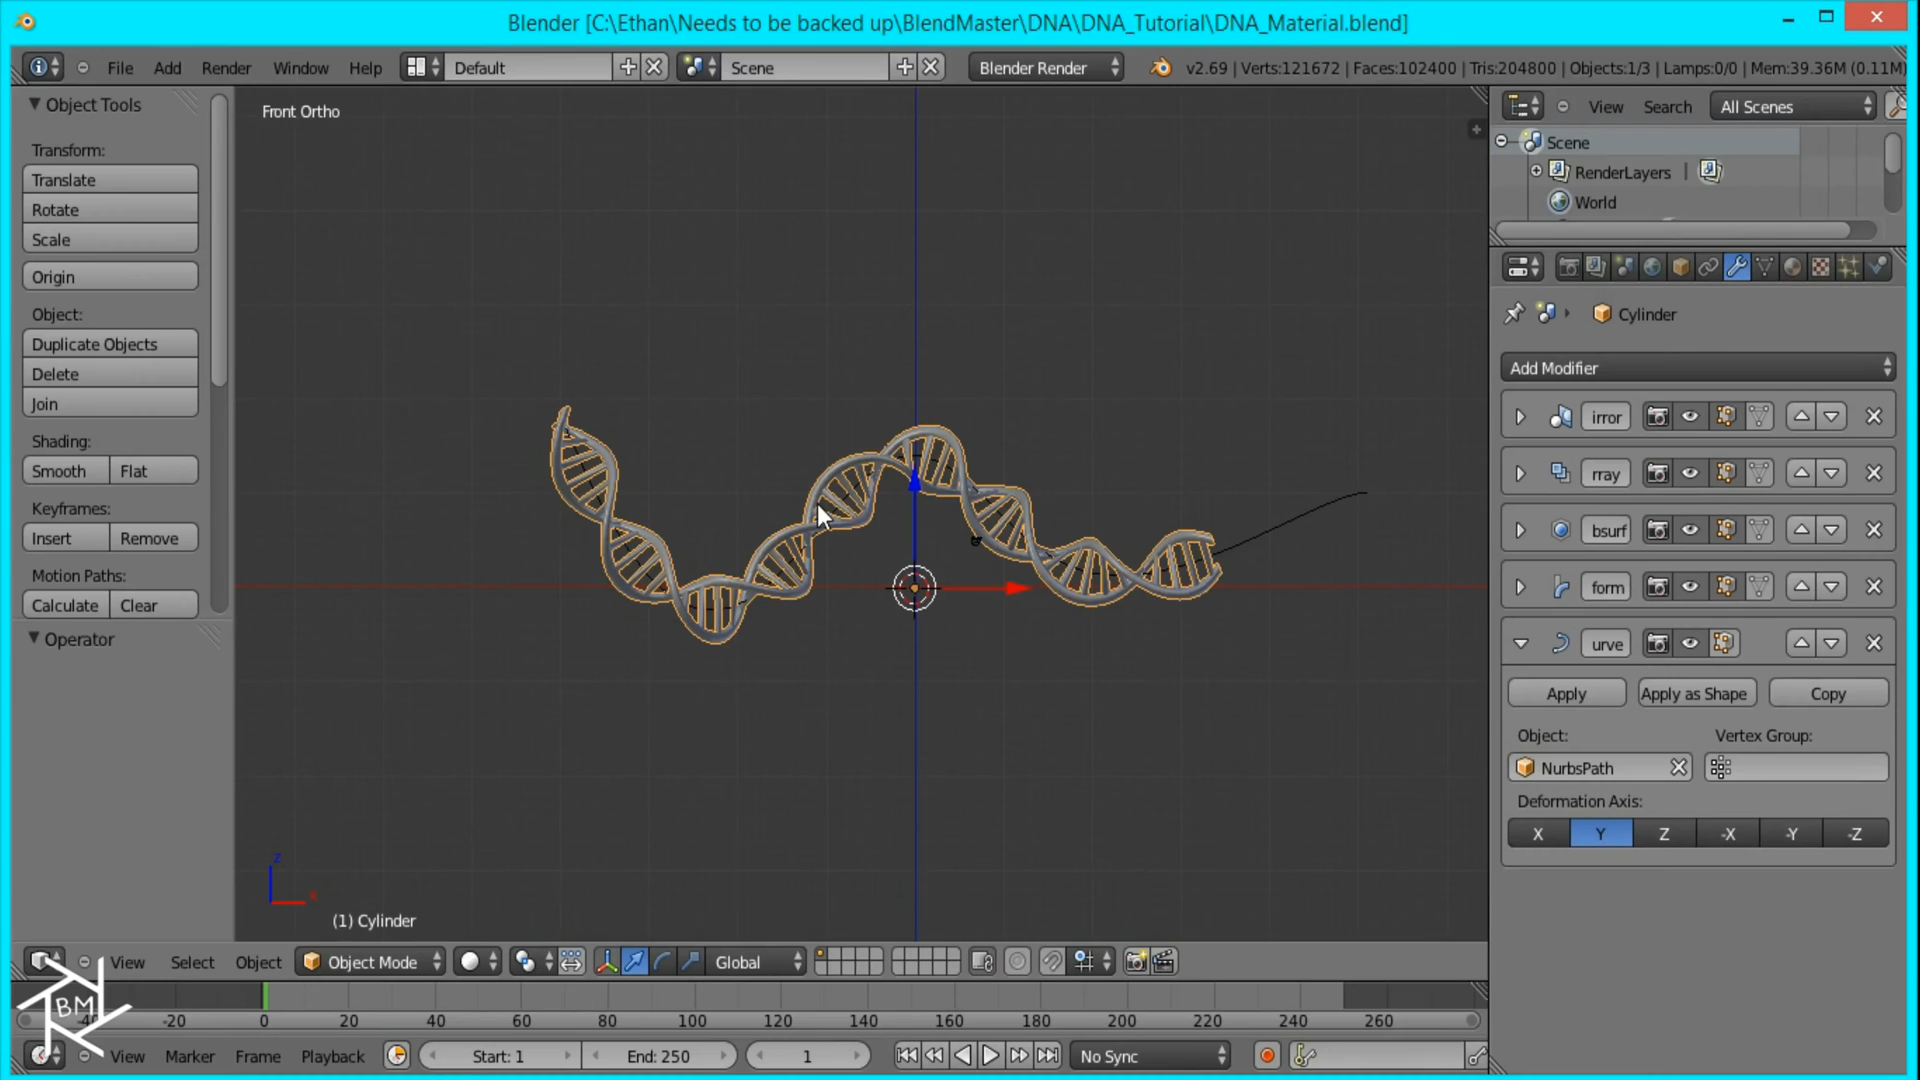 Blender [C:\Ethan\Needs to be backed up\BlendMaster\DNA\DNA_Tutorial\DNA_Material.blend]
File Add Render Window Help Default Scene Blender Render v2.69 | Verts:121672 | Faces:102400 | Tris:204800 | Objects:1/3 | Lamps:0/0 | Mem:39.36M (0.11M)
Object Tools
Transform:
Translate
Rotate
Scale
Origin
Object:
Duplicate Objects
Delete
Join
Shading:
Smooth Flat
Keyframes:
Insert Remove
Motion Paths:
Calculate Clear
Operator
Front Ortho
z
x
(1) Cylinder
View Search All Scenes
Scene
RenderLayers |
World
Cylinder
Add Modifier
irror
rray
bsurf
form
urve
Apply Apply as Shape Copy
Object: Vertex Group:
NurbsPath
Deformation Axis:
X Y Z -X -Y -Z
View Select Object Object Mode Global
-40 -20 0 20 40 60 80 100 120 140 160 180 200 220 240 260
View Marker Frame Playback Start: 1 End: 250 1 No Sync
BM